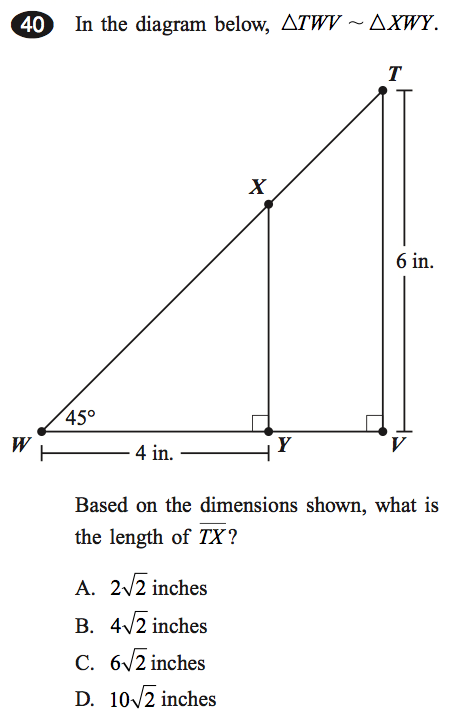 40 In the diagram below, △TWV ~ △XWY.
T
X
6 in.
45°
W
Y
V
4 in.
Based on the dimensions shown, what is
the length of T̅X̅?
A. 2√2 inches
B. 4√2 inches
C. 6√2 inches
D. 10√2 inches